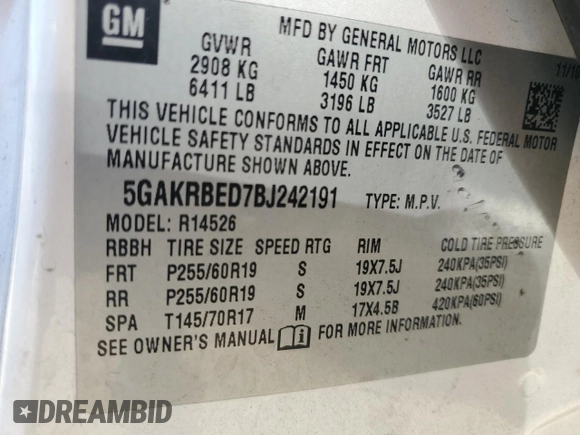 GM
MFD BY GENERAL MOTORS LLC
GVWR GAWR FRT GAWR RR
2908 KG 1450 KG 1600 KG
6411 LB 3196 LB 3527 LB
THIS VEHICLE CONFORMS TO ALL APPLICABLE U.S. FEDERAL MOTOR
VEHICLE SAFETY STANDARDS IN EFFECT ON THE DATE OF
MANUFACTURE SHOWN ABOVE.
5GAKRBED7BJ242191 TYPE: M.P.V.
MODEL: R14526
RBBH TIRE SIZE SPEED RTG RIM COLD TIRE PRESSURE
FRT P255/60R19 S 19X7.5J 240KPA(35PSI)
RR P255/60R19 S 19X7.5J 240KPA(35PSI)
SPA T145/70R17 M 17X4.5B 420KPA(60PSI)
SEE OWNER'S MANUAL FOR MORE INFORMATION.
DREAMBID